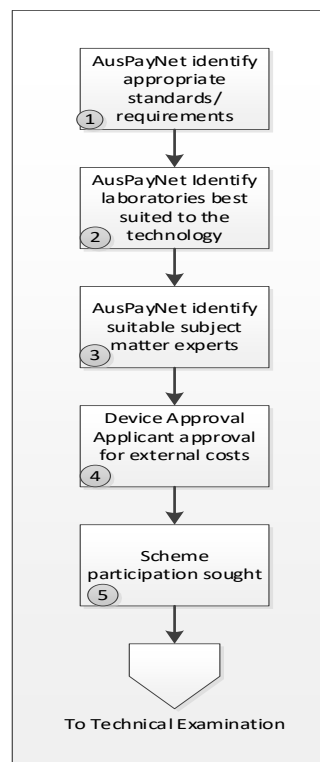 AusPayNet identify
appropriate
standards/
requirements
1
AusPayNet Identify
laboratories best
suited to the
technology
2
AusPayNet identify
suitable subject
matter experts
3
Device Approval
Applicant approval
for external costs
4
Scheme
participation sought
5
To Technical Examination